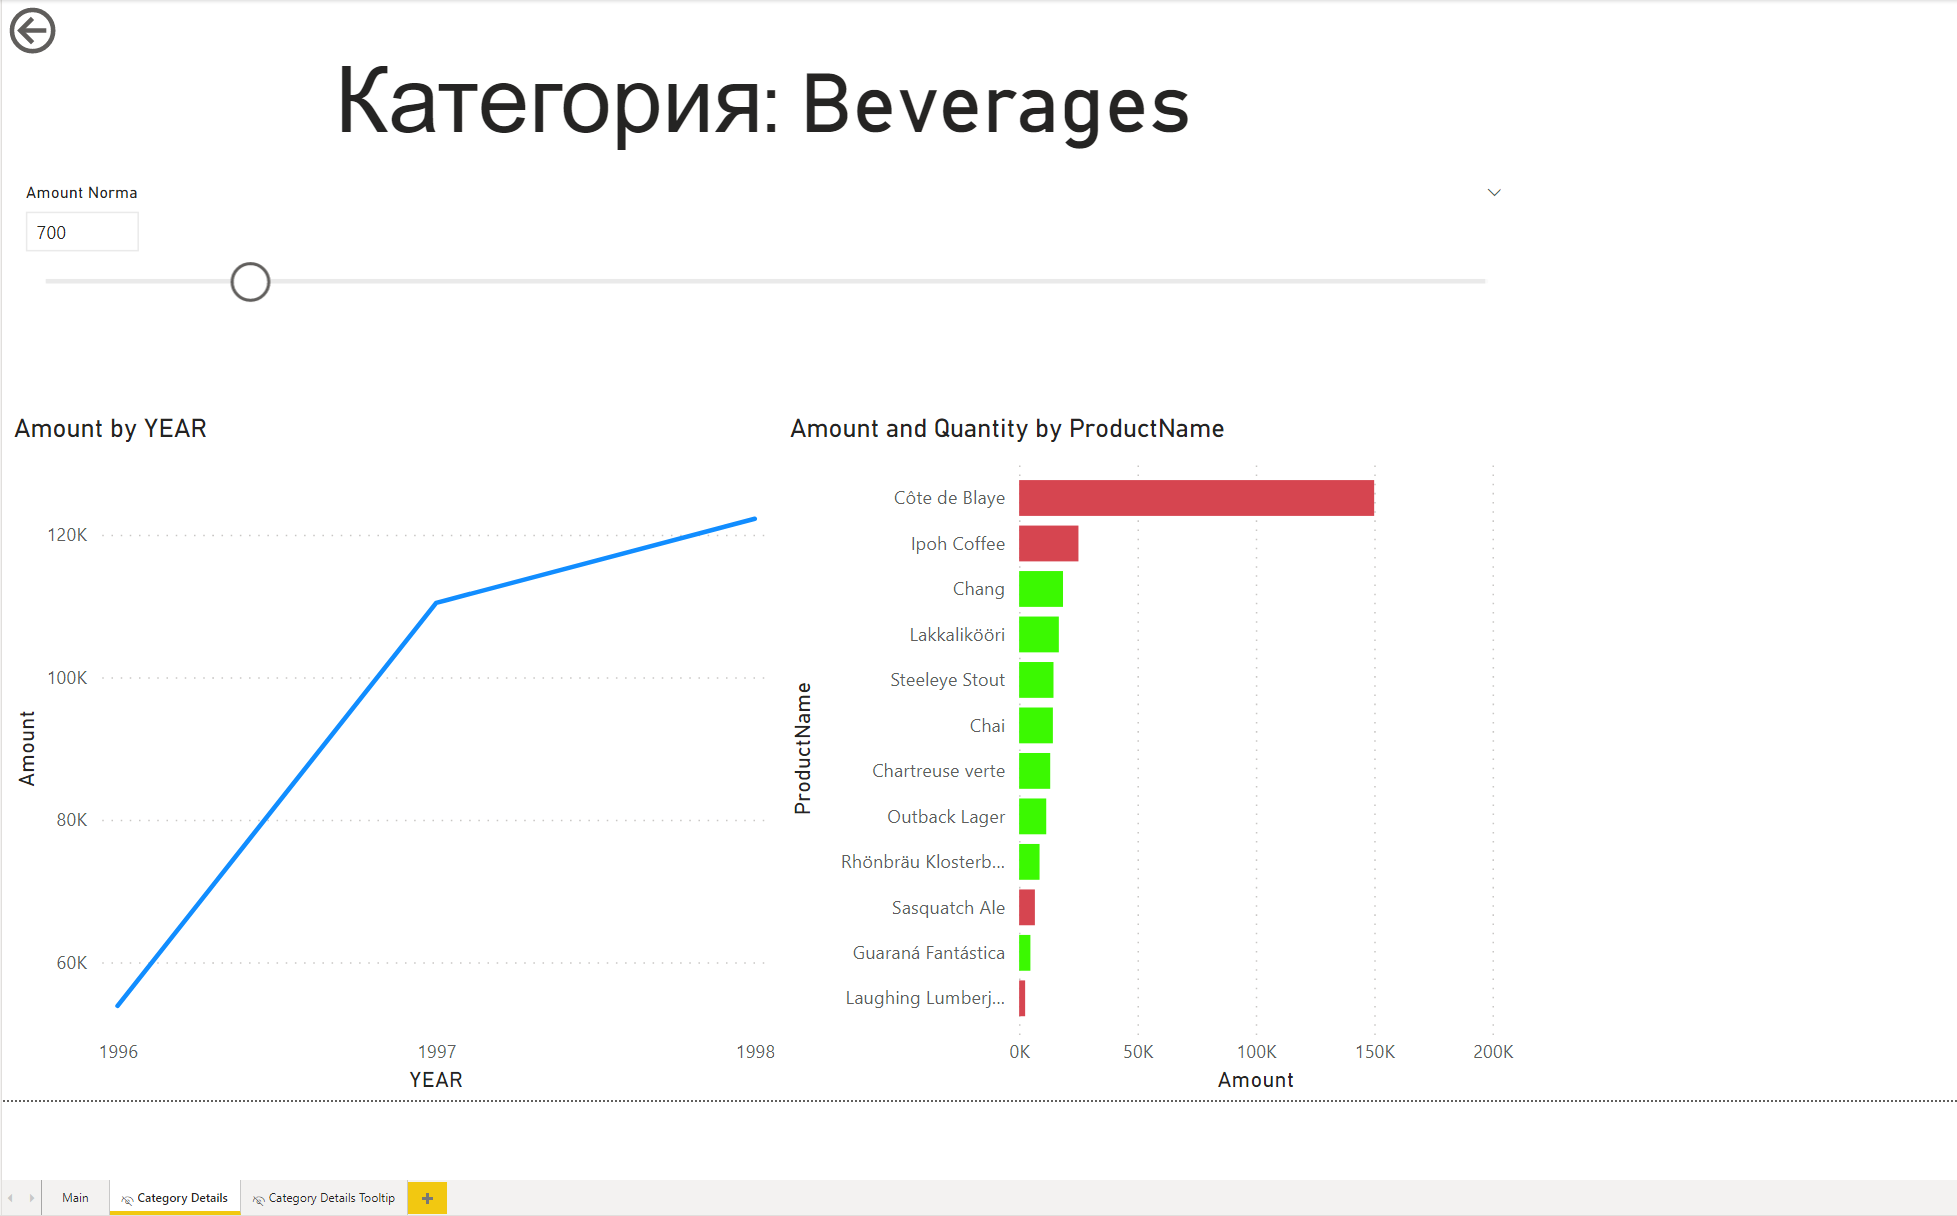 Категория: Beverages
Amount Norma
700
Amount by YEAR
120K
100K
80K
60K
Amount
1996 1997 1998
YEAR
Amount and Quantity by ProductName
ProductName
Côte de Blaye
Ipoh Coffee
Chang
Lakkalikööri
Steeleye Stout
Chai
Chartreuse verte
Outback Lager
Rhönbräu Klosterb...
Sasquatch Ale
Guaraná Fantástica
Laughing Lumberj...
0K 50K 100K 150K 200K
Amount
Main Category Details Category Details Tooltip +